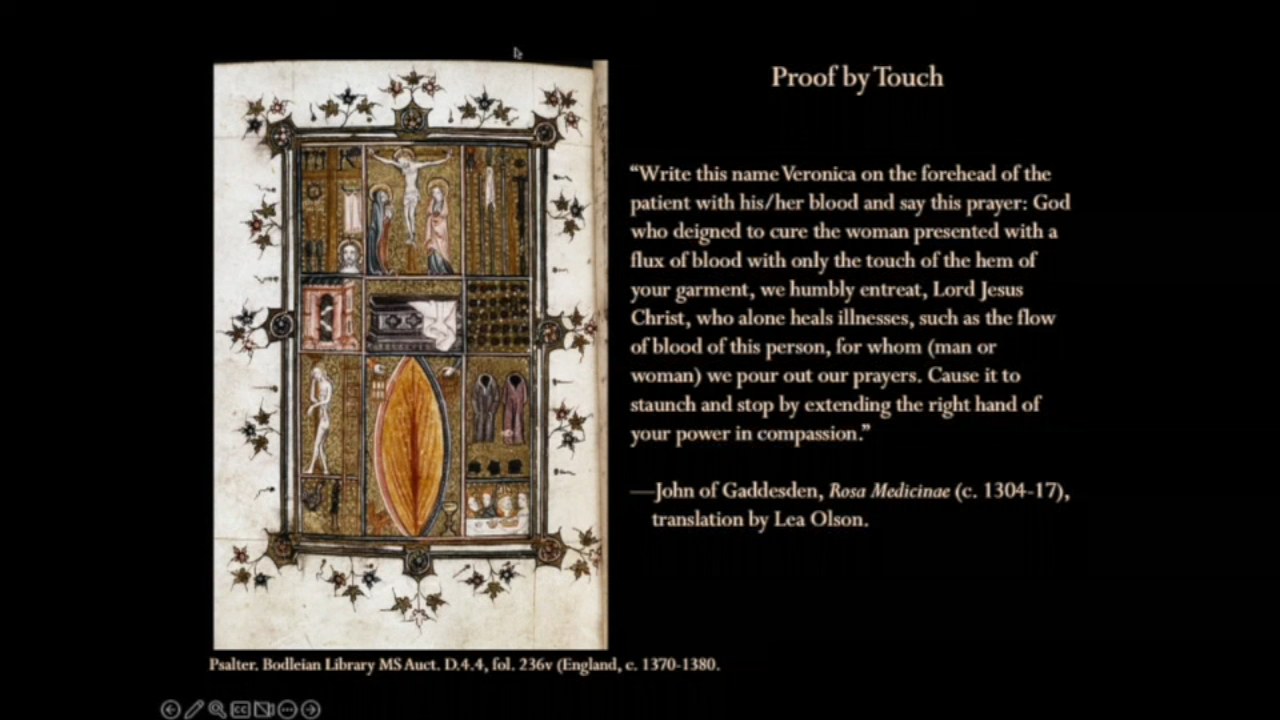 Proof by Touch
“Write this name Veronica on the forehead of the
patient with his/her blood and say this prayer: God
who deigned to cure the woman presented with a
flux of blood with only the touch of the hem of
your garment, we humbly entreat, Lord Jesus
Christ, who alone heals illnesses, such as the flow
of blood of this person, for whom (man or
woman) we pour out our prayers. Cause it to
staunch and stop by extending the right hand of
your power in compassion.”
—John of Gaddesden, Rosa Medicinae (c. 1304-17),
translation by Lea Olson.
Psalter. Bodleian Library MS Auct. D.4.4, fol. 236v (England, c. 1370-1380.
CC